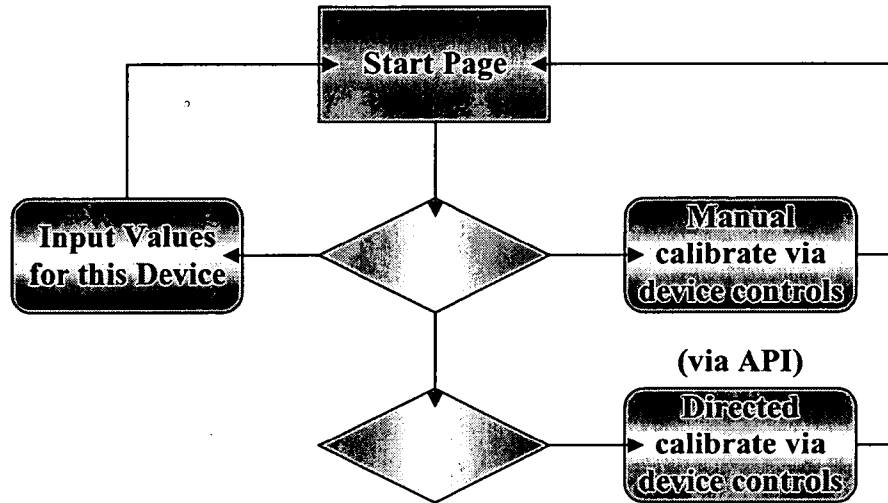 Start Page
Input Values
for this Device
Manual
calibrate via
device controls
(via API)
Directed
calibrate via
device controls